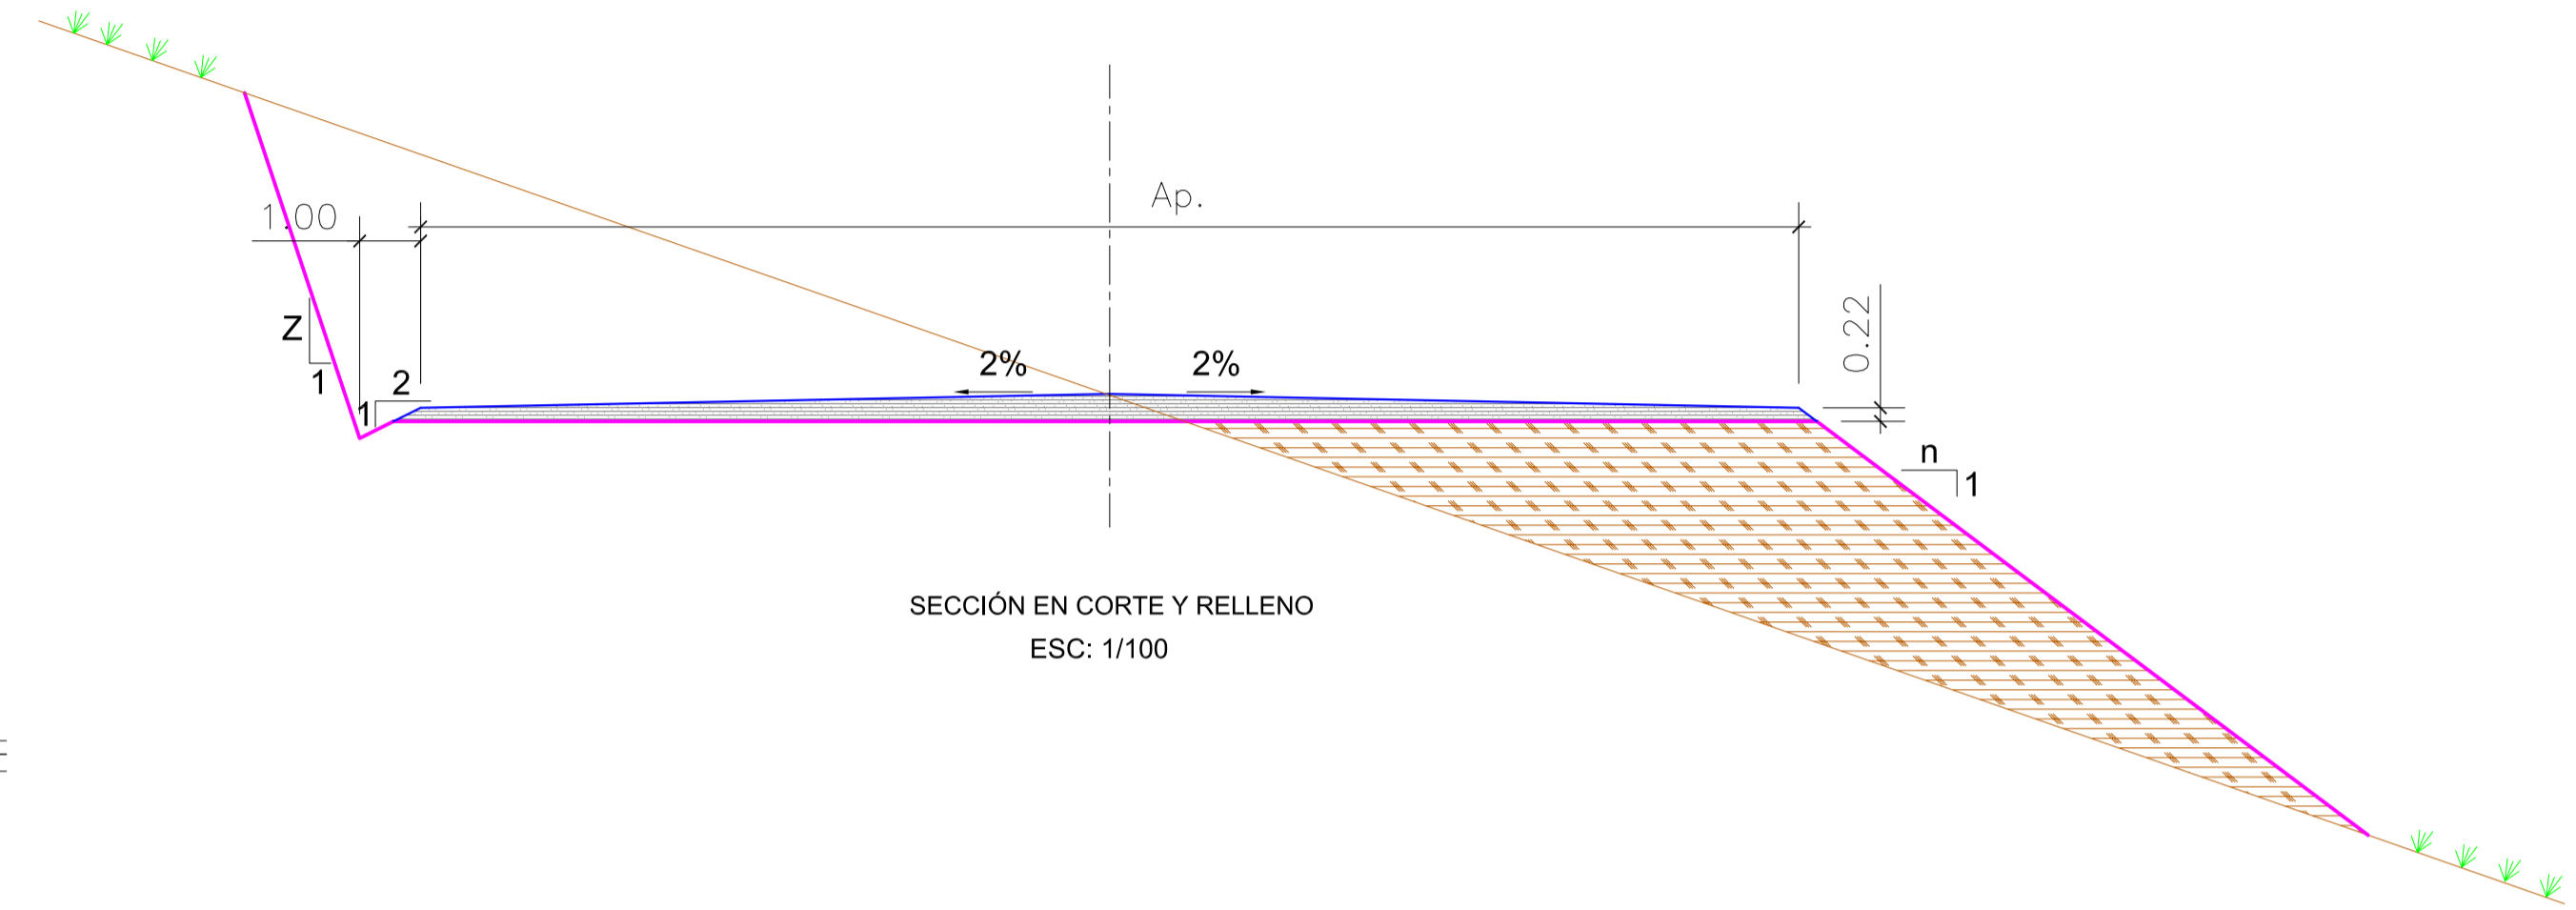 Ap.
1.00
0.22
Z
1
2% 2%
2
1
n
1
SECCIÓN EN CORTE Y RELLENO
ESC: 1/100